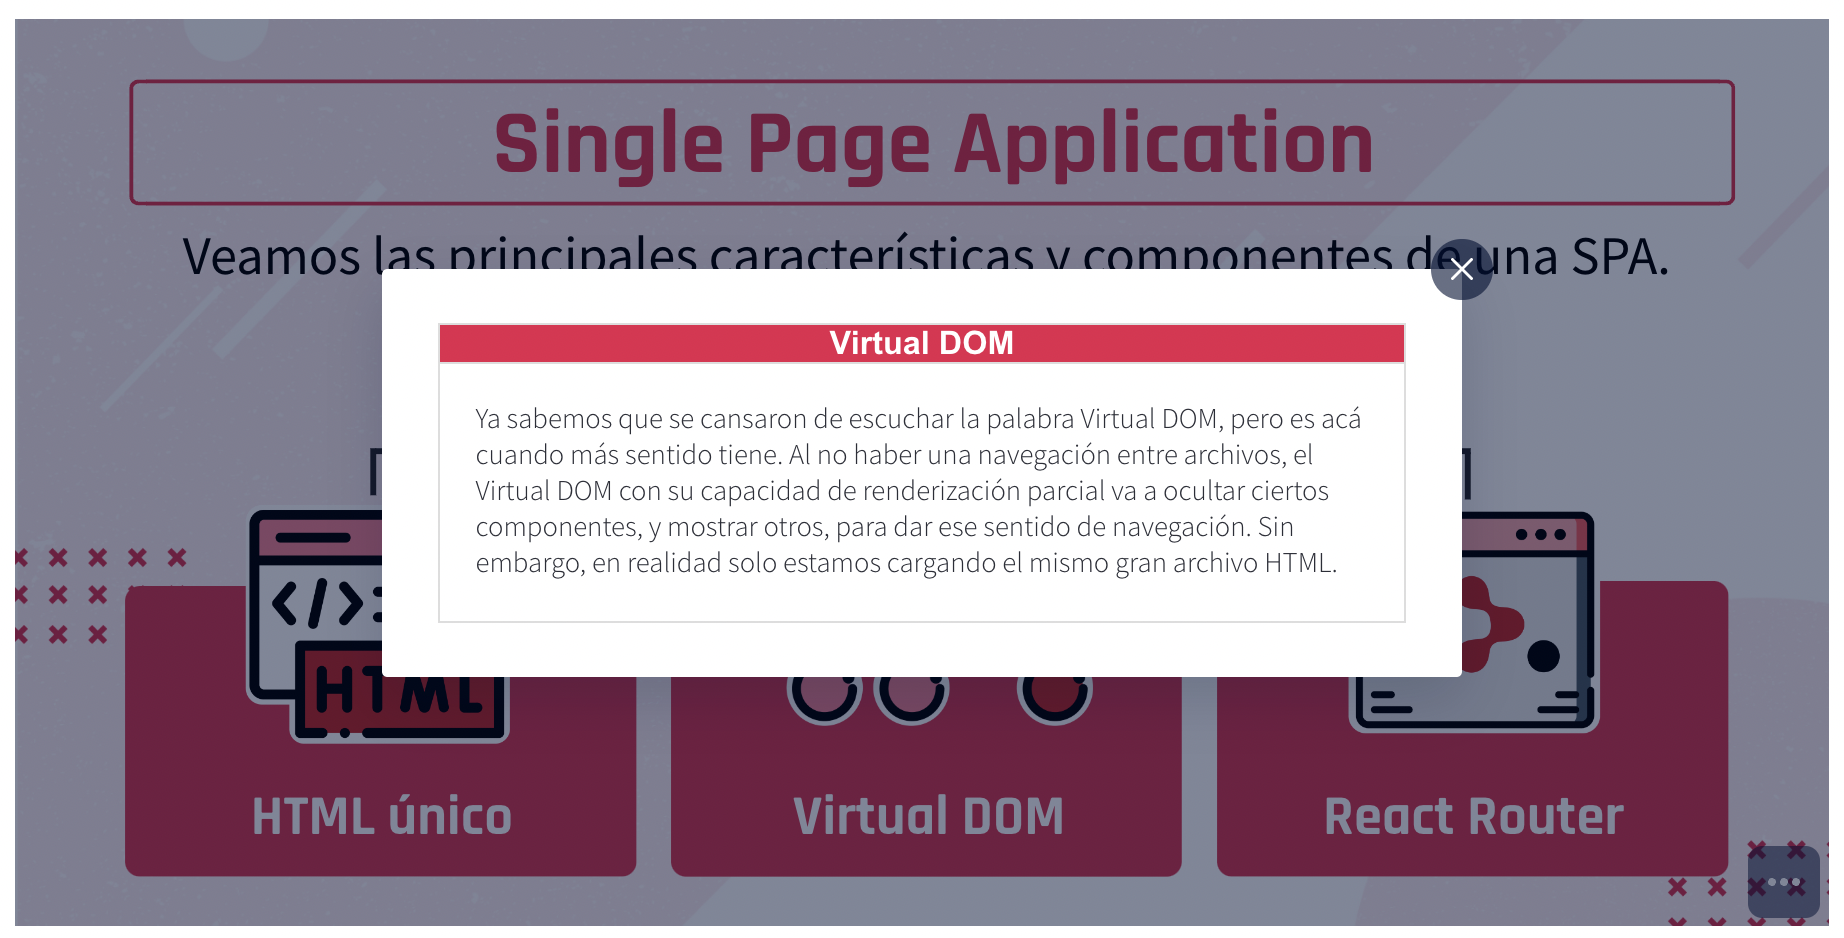 Single Page Application
Veamos las principales características y componentes de una SPA.
Virtual DOM
Ya sabemos que se cansaron de escuchar la palabra Virtual DOM, pero es acá
cuando más sentido tiene. Al no haber una navegación entre archivos, el
Virtual DOM con su capacidad de renderización parcial va a ocultar ciertos
componentes, y mostrar otros, para dar ese sentido de navegación. Sin
embargo, en realidad solo estamos cargando el mismo gran archivo HTML.
</>
HTML
HTML único
Virtual DOM
React Router